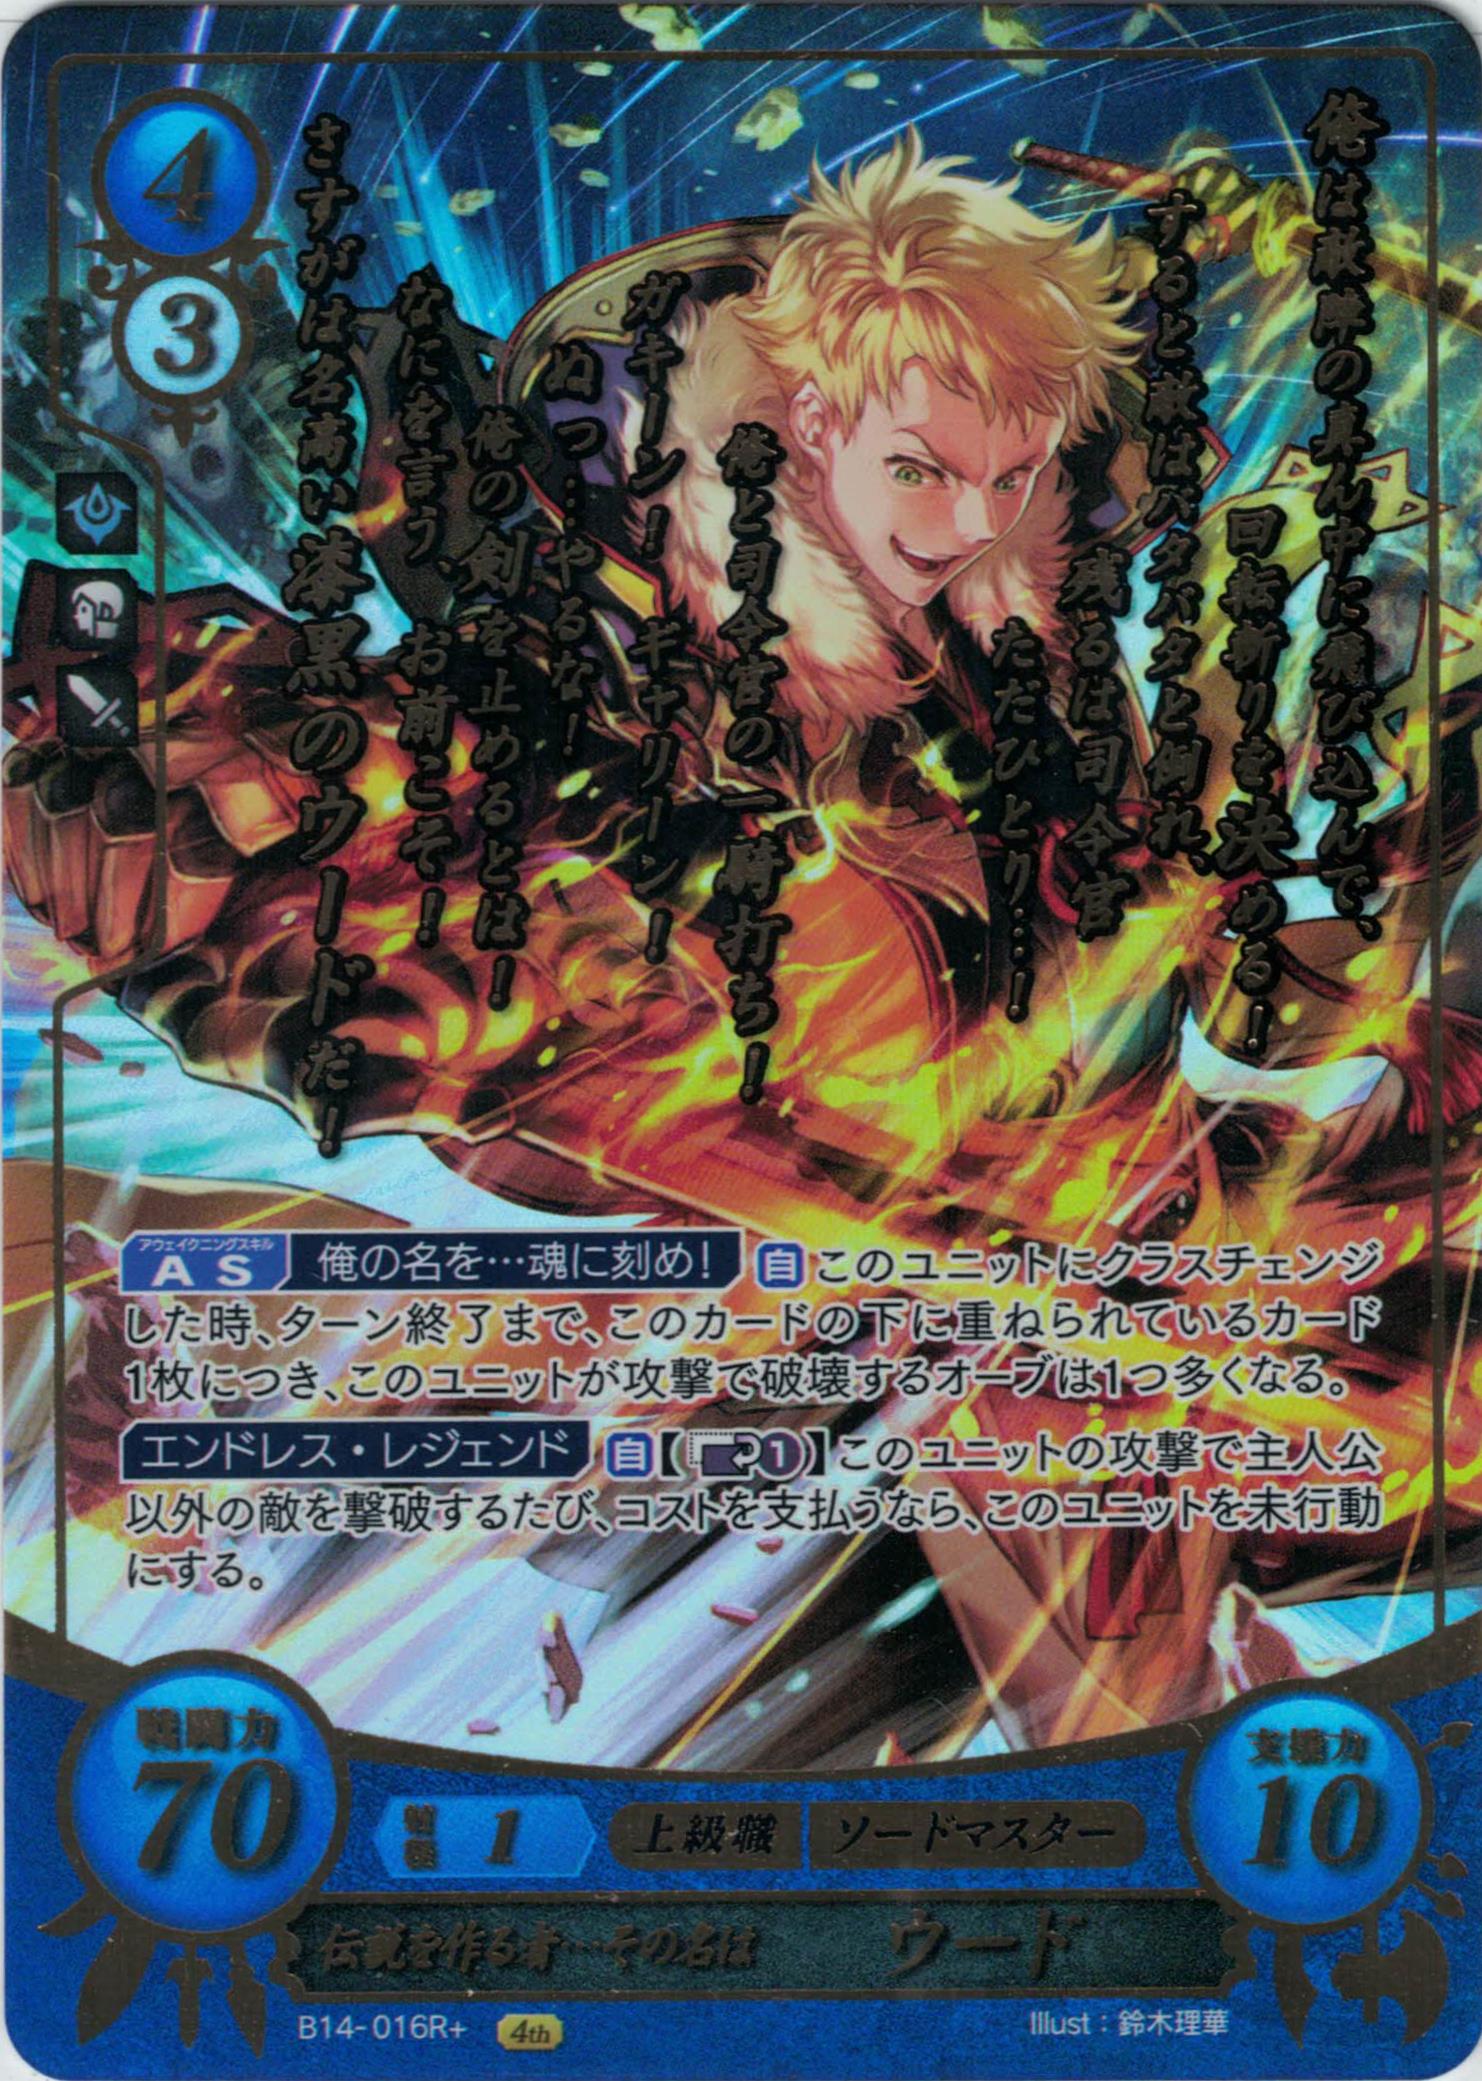 4
3
俺は敵陣の真ん中に飛び込んで、
回転斬りを決める!
すると敵はバタバタと倒れ、
残るは司令官
ただひとり…!
俺と司令官の一騎打ち!
ガキーン! ギャリーン!
ぬっ…やるな!
俺の剣を止めるとは!
なにを言う、お前こそ!
さすがは名高い漆黒のウードだ!
アウェイクニングスキル
AS 俺の名を…魂に刻め! 自 このユニットにクラスチェンジ
した時、ターン終了まで、このカードの下に重ねられているカード
1枚につき、このユニットが攻撃で破壊するオーブは1つ多くなる。
エンドレス・レジェンド 自【(1)】このユニットの攻撃で主人公
以外の敵を撃破するたび、コストを支払うなら、このユニットを未行動
にする。
戦闘力
70
射程 1
上級職 ソードマスター
支援力
10
伝説を作る者…その名は ウード
B14-016R+ 4th
Illust:鈴木理華